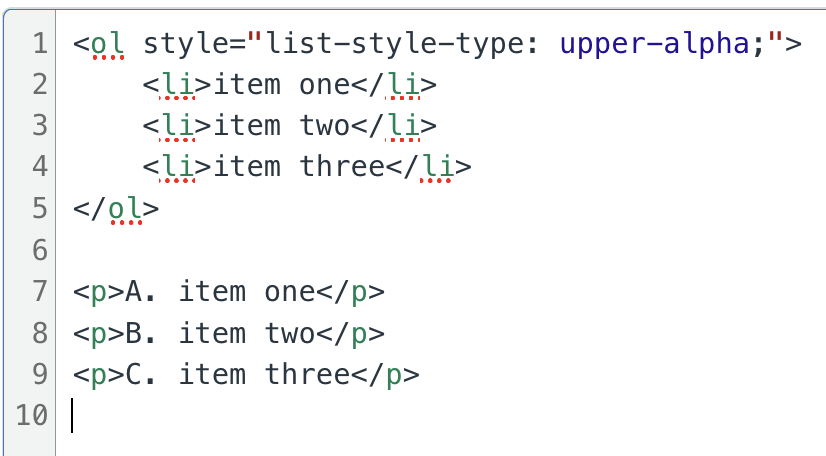 1 <ol style="list-style-type: upper-alpha;">
2     <li>item one</li>
3     <li>item two</li>
4     <li>item three</li>
5 </ol>
6
7 <p>A. item one</p>
8 <p>B. item two</p>
9 <p>C. item three</p>
10